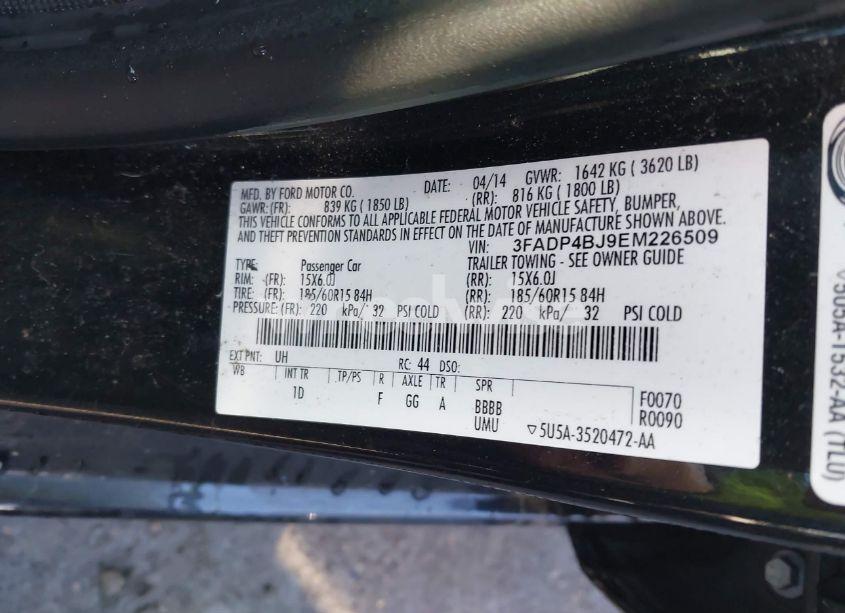 MFD. BY FORD MOTOR CO. DATE: 04/14 GVWR: 1642 KG ( 3620 LB)
GAWR: (FR): 839 KG ( 1850 LB) (RR): 816 KG ( 1800 LB)
THIS VEHICLE CONFORMS TO ALL APPLICABLE FEDERAL MOTOR VEHICLE SAFETY, BUMPER,
AND THEFT PREVENTION STANDARDS IN EFFECT ON THE DATE OF MANUFACTURE SHOWN ABOVE.
VIN: 3FADP4BJ9EM226509
TYPE: Passenger Car TRAILER TOWING - SEE OWNER GUIDE
RIM: (FR): 15X6.0J (RR): 15X6.0J
TIRE: (FR): 185/60R15 84H (RR): 185/60R15 84H
PRESSURE: (FR): 220 kPa/ 32 PSI COLD (RR): 220 kPa/ 32 PSI COLD
EXT PNT: UH RC: 44 DSO:
WB INT TR TP/PS R AXLE TR SPR
1D F GG A BBBB F0070
UMU R0090
▽5U5A-3520472-AA
1532-AA (TLD)